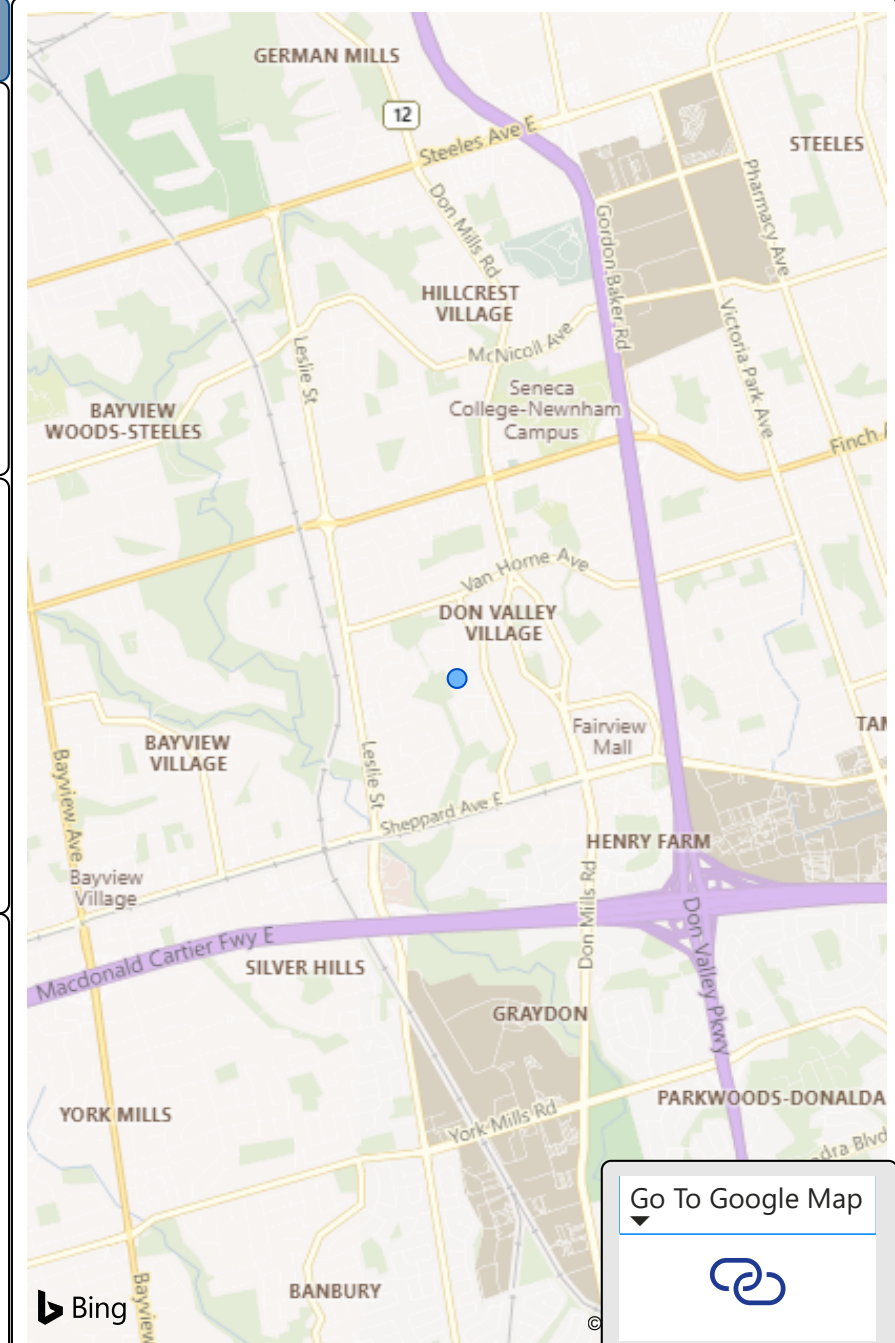 GERMAN MILLS
12
Steeles Ave E
STEELES
Pharmacy Ave
Don Mills Rd
Gordon Baker Rd
HILLCREST
VILLAGE
McNicoll Ave
Victoria Park Ave
Leslie St
Seneca
College-Newnham
Campus
BAYVIEW
WOODS-STEELES
Finch
Van Horne Ave
DON VALLEY
VILLAGE
Fairview
Mall
BAYVIEW
VILLAGE
Bayview Ave
Leslie St
Sheppard Ave E
HENRY FARM
Bayview
Village
Don Mills Rd
Don Valley Pkwy
Macdonald Cartier Fwy E
SILVER HILLS
GRAYDON
YORK MILLS
York Mills Rd
PARKWOODS-DONALDA
Blvd
Go To Google Map
BANBURY
Bayview
Bing
©